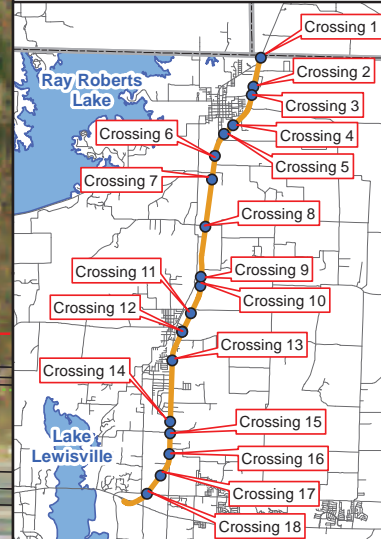 Crossing 1
Ray Roberts
Lake
Crossing 2
Crossing 3
Crossing 4
Crossing 6
Crossing 5
Crossing 7
Crossing 8
Crossing 11
Crossing 9
Crossing 10
Crossing 12
Crossing 13
Crossing 14
Crossing 15
Lake
Lewisville
Crossing 16
Crossing 17
Crossing 18